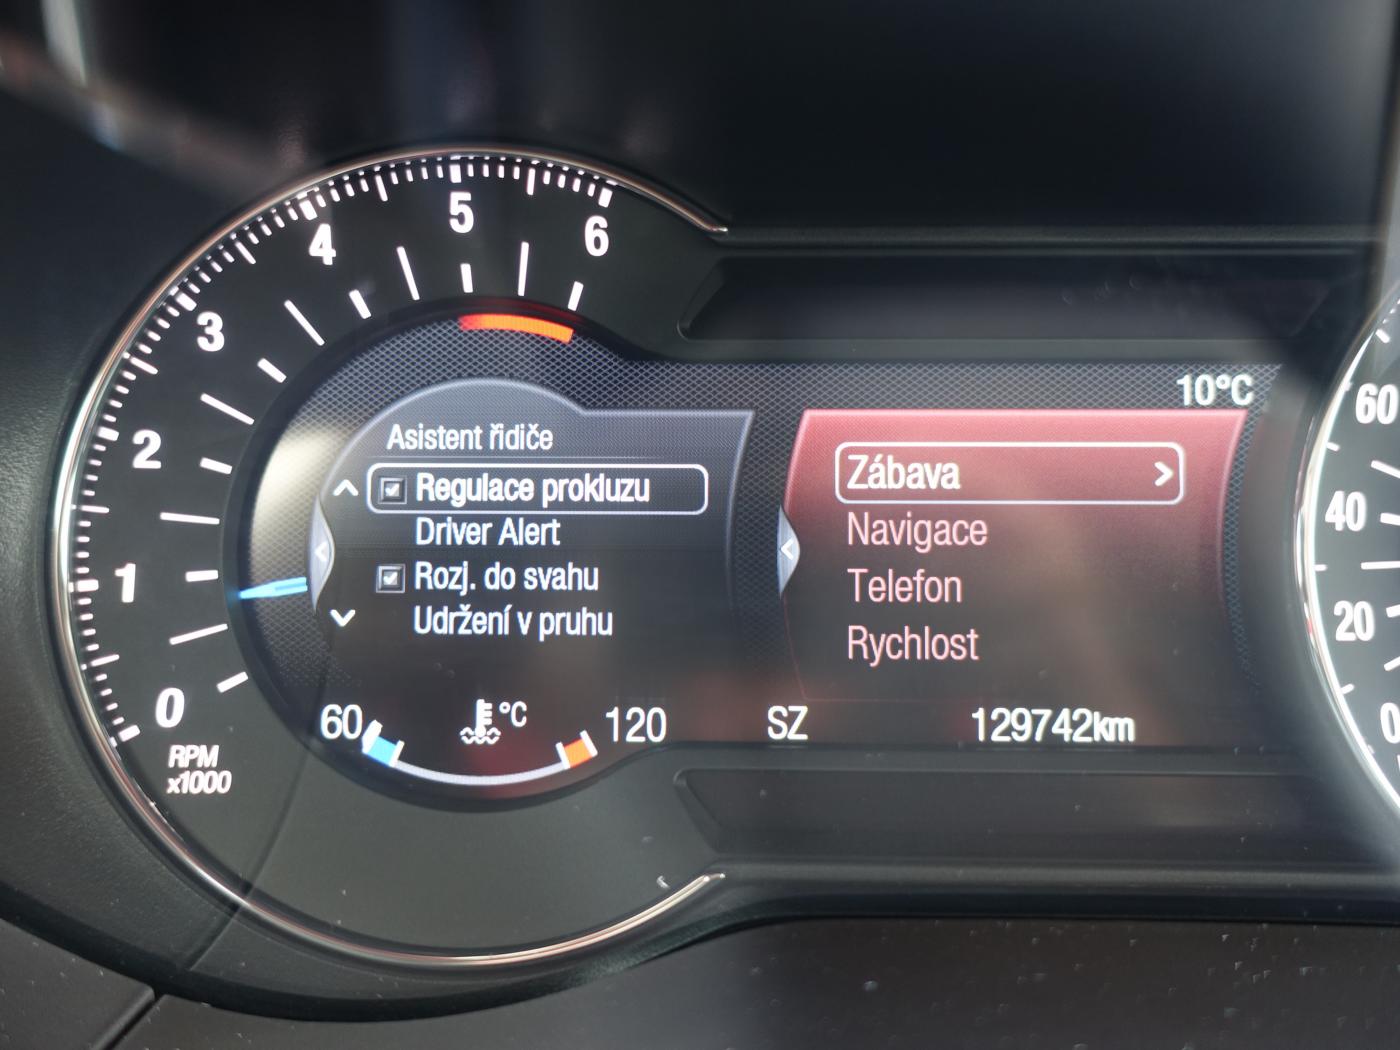 0
1
2
3
4
5
6
RPM
x1000
Asistent řidiče
Regulace prokluzu
Driver Alert
Rozj. do svahu
Udržení v pruhu
60
°C
120
10°C
Zábava >
Navigace
Telefon
Rychlost
SZ
129742km
60
40
20
0